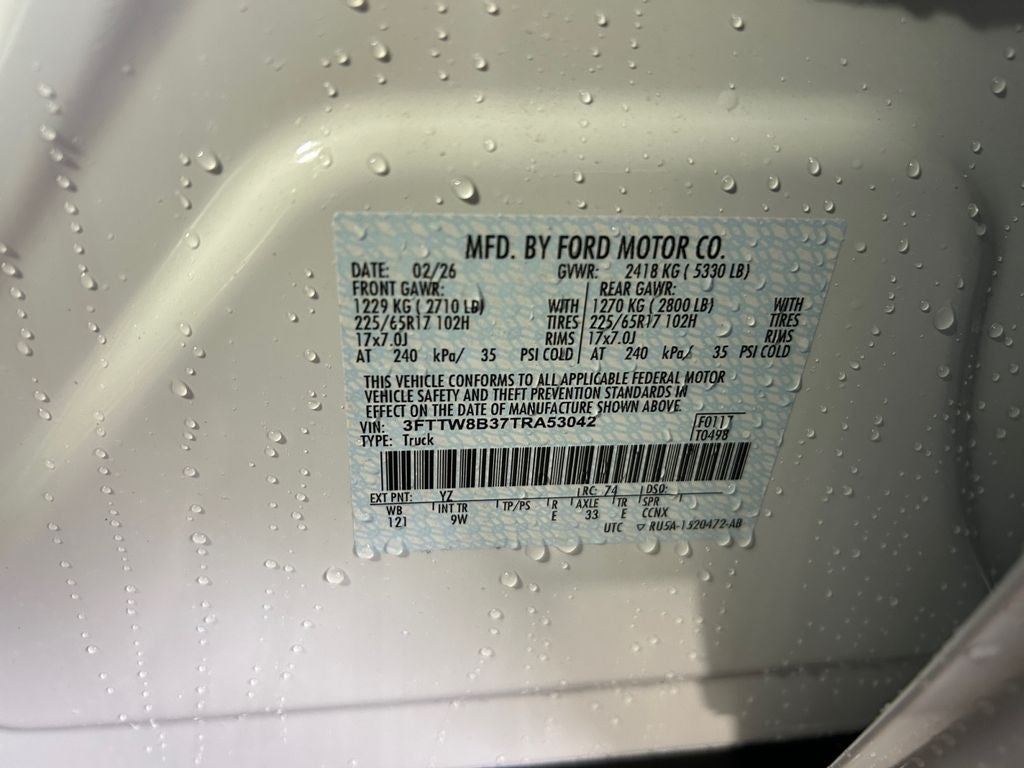 MFD. BY FORD MOTOR CO.
DATE: 02/26 GVWR: 2418 KG ( 5330 LB)
FRONT GAWR: REAR GAWR:
1229 KG ( 2710 LB) WITH 1270 KG ( 2800 LB) WITH
225/65R17 102H TIRES 225/65R17 102H TIRES
17x7.0J RIMS 17x7.0J RIMS
AT 240 kPa/ 35 PSI COLD AT 240 kPa/ 35 PSI COLD
THIS VEHICLE CONFORMS TO ALL APPLICABLE FEDERAL MOTOR
VEHICLE SAFETY AND THEFT PREVENTION STANDARDS IN
EFFECT ON THE DATE OF MANUFACTURE SHOWN ABOVE.
VIN: 3FTTW8B37TRA53042 F0111
TYPE: Truck T0498
EXT PNT: YZ RC: 74 DSO:
WB INT TR TP/PS R AXLE TR SPR
121 9W E 33 E CCNX
UTC ▽ RU5A-1520472-AB